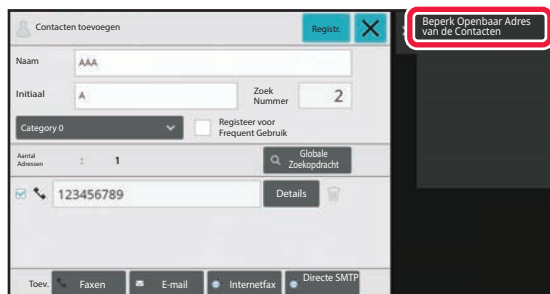 Contacten toevoegen
Registr.
Beperk Openbaar Adres
van de Contacten
Naam
AAA
Initiaal
A
Zoek
Nummer
2
Category 0
Registeer voor
Frequent Gebruik
Aantal
Adressen
:
1
Globale
Zoekopdracht
123456789
Details
Toev.
Faxen
E-mail
Internetfax
Directe SMTP